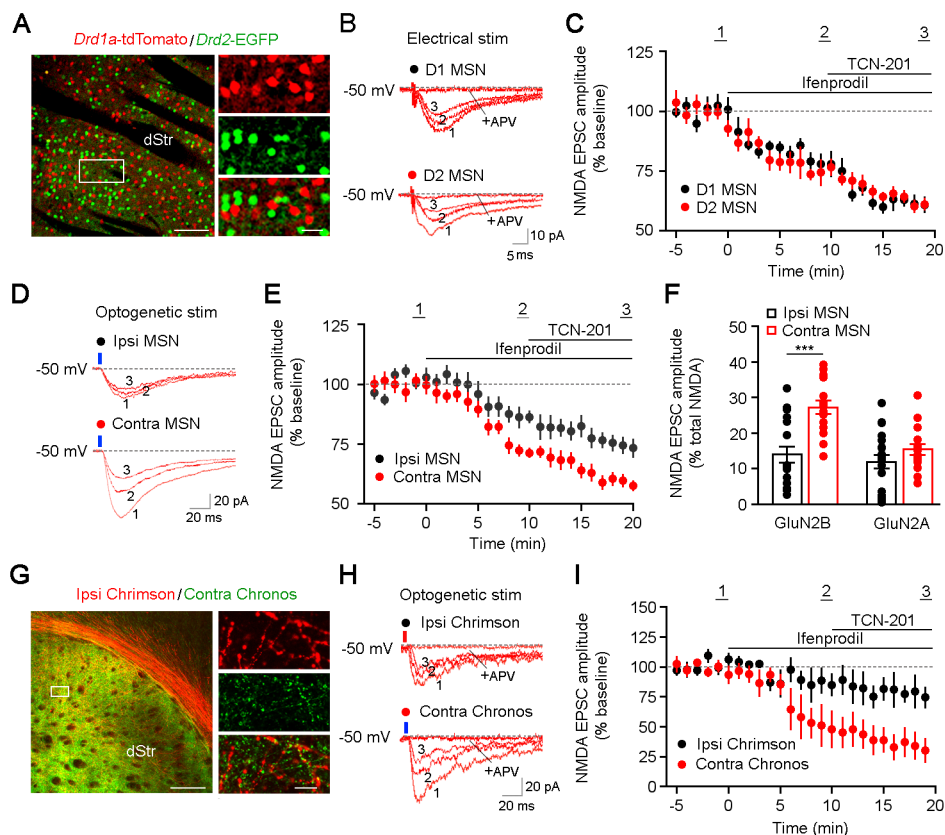 A
Drd1a-tdTomato/Drd2-EGFP
dStr
B
Electrical stim
D1 MSN
-50 mV
3
2
1
+APV
D2 MSN
-50 mV
3
2
1
+APV
10 pA
5 ms
C
1 2 3
TCN-201
Ifenprodil
NMDA EPSC amplitude
(% baseline)
100
75
50
D1 MSN
D2 MSN
-5 0 5 10 15 20
Time (min)
D
Optogenetic stim
Ipsi MSN
-50 mV
3
2
1
Contra MSN
-50 mV
3
2
1
20 pA
20 ms
E
1 2 3
TCN-201
Ifenprodil
NMDA EPSC amplitude
(% baseline)
100
75
50
Ipsi MSN
Contra MSN
-5 0 5 10 15 20
Time (min)
F
Ipsi MSN
Contra MSN
NMDA EPSC amplitude
(% total NMDA)
50
40
30
20
10
0
***
GluN2B GluN2A
G
Ipsi Chrimson/Contra Chronos
dStr
H
Optogenetic stim
Ipsi Chrimson
-50 mV
3
2
1
+APV
Contra Chronos
-50 mV
3
2
1
+APV
20 pA
20 ms
I
1 2 3
TCN-201
Ifenprodil
NMDA EPSC amplitude
(% baseline)
125
100
75
50
25
0
Ipsi Chrimson
Contra Chronos
-5 0 5 10 15 20
Time (min)